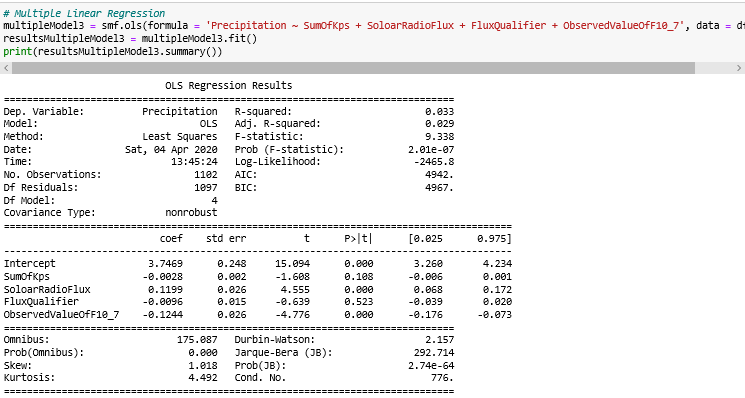 # Multiple Linear Regression
multipleModel3 = smf.ols(formula = 'Precipitation ~ SumOfKps + SoloarRadioFlux + FluxQualifier + ObservedValueOfF10_7', data = df
resultsMultipleModel3 = multipleModel3.fit()
print(resultsMultipleModel3.summary())
OLS Regression Results
==============================================================================
Dep. Variable: Precipitation R-squared: 0.033
Model: OLS Adj. R-squared: 0.029
Method: Least Squares F-statistic: 9.338
Date: Sat, 04 Apr 2020 Prob (F-statistic): 2.01e-07
Time: 13:45:24 Log-Likelihood: -2465.8
No. Observations: 1102 AIC: 4942.
Df Residuals: 1097 BIC: 4967.
Df Model: 4
Covariance Type: nonrobust
========================================================================================
coef std err t P>|t| [0.025 0.975]
----------------------------------------------------------------------------------------
Intercept 3.7469 0.248 15.094 0.000 3.260 4.234
SumOfKps -0.0028 0.002 -1.608 0.108 -0.006 0.001
SoloarRadioFlux 0.1199 0.026 4.555 0.000 0.068 0.172
FluxQualifier -0.0096 0.015 -0.639 0.523 -0.039 0.020
ObservedValueOfF10_7 -0.1244 0.026 -4.776 0.000 -0.176 -0.073
==============================================================================
Omnibus: 175.087 Durbin-Watson: 2.157
Prob(Omnibus): 0.000 Jarque-Bera (JB): 292.714
Skew: 1.018 Prob(JB): 2.74e-64
Kurtosis: 4.492 Cond. No. 776.
==============================================================================